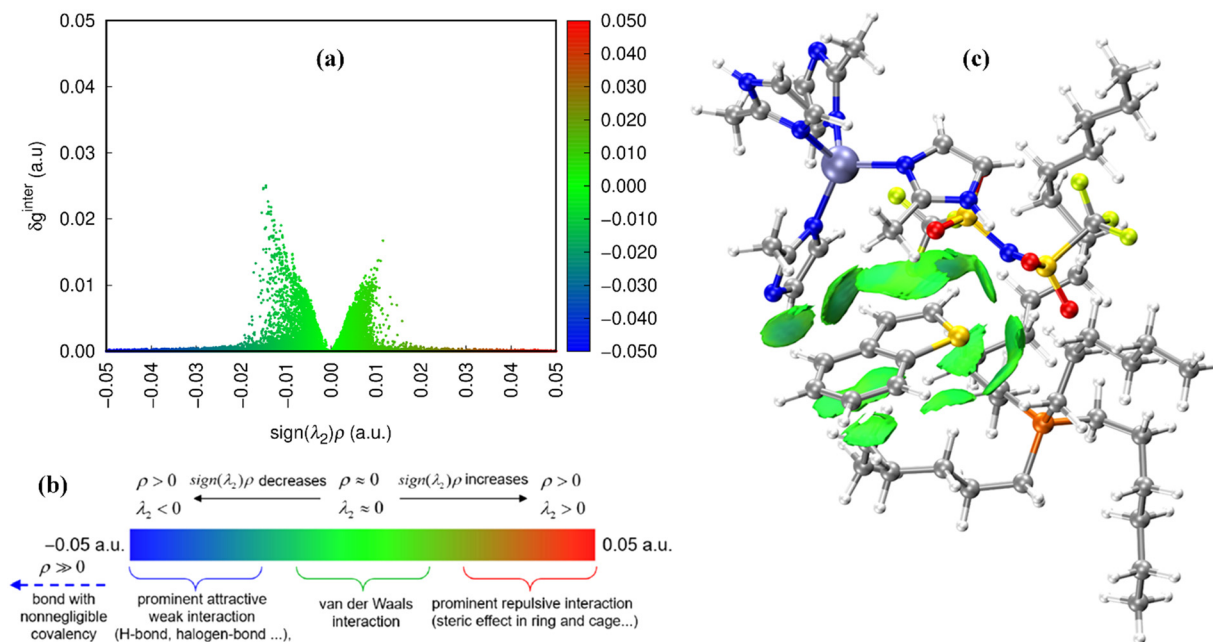 (a)
0.05
0.04
0.03
0.02
0.01
0.00
δg^inter (a.u)
-0.05
-0.04
-0.03
-0.02
-0.01
0.00
0.01
0.02
0.03
0.04
0.05
sign(λ₂)ρ (a.u.)
0.050
0.040
0.030
0.020
0.010
0.000
-0.010
-0.020
-0.030
-0.040
-0.050
(c)
(b)
ρ > 0 sign(λ₂)ρ decreases ρ ≈ 0 sign(λ₂)ρ increases ρ > 0
λ₂ < 0 λ₂ ≈ 0 λ₂ > 0
-0.05 a.u. 0.05 a.u.
ρ ≫ 0
bond with
nonnegligible
covalency
prominent attractive
weak interaction
(H-bond, halogen-bond ...),
van der Waals
interaction
prominent repulsive interaction
(steric effect in ring and cage...)